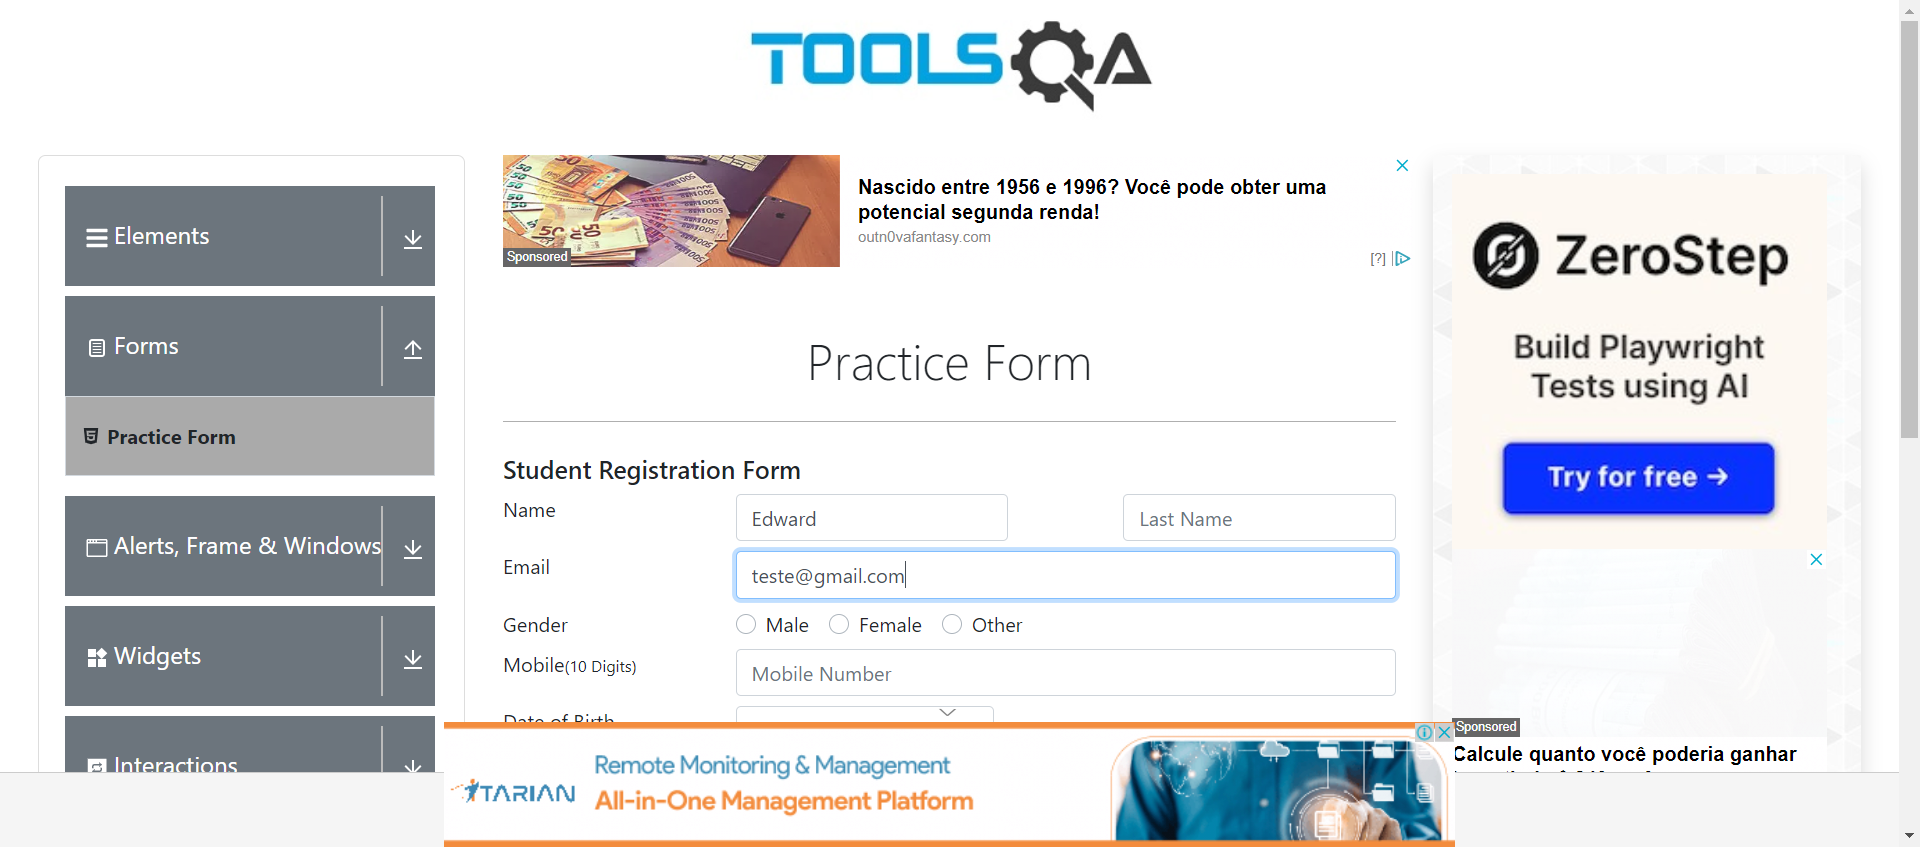 TOOLSQA
Elements
Forms
Practice Form
Alerts, Frame & Windows
Widgets
Interactions
Nascido entre 1956 e 1996? Você pode obter uma
potencial segunda renda!
outn0vafantasy.com
Sponsored
[?]
Practice Form
Student Registration Form
Name
Edward
Last Name
Email
teste@gmail.com
Gender
Male
Female
Other
Mobile(10 Digits)
Mobile Number
Date of Birth
ZeroStep
Build Playwright
Tests using AI
Try for free →
Sponsored
Calcule quanto você poderia ganhar
ITARIAN
Remote Monitoring & Management
All-in-One Management Platform